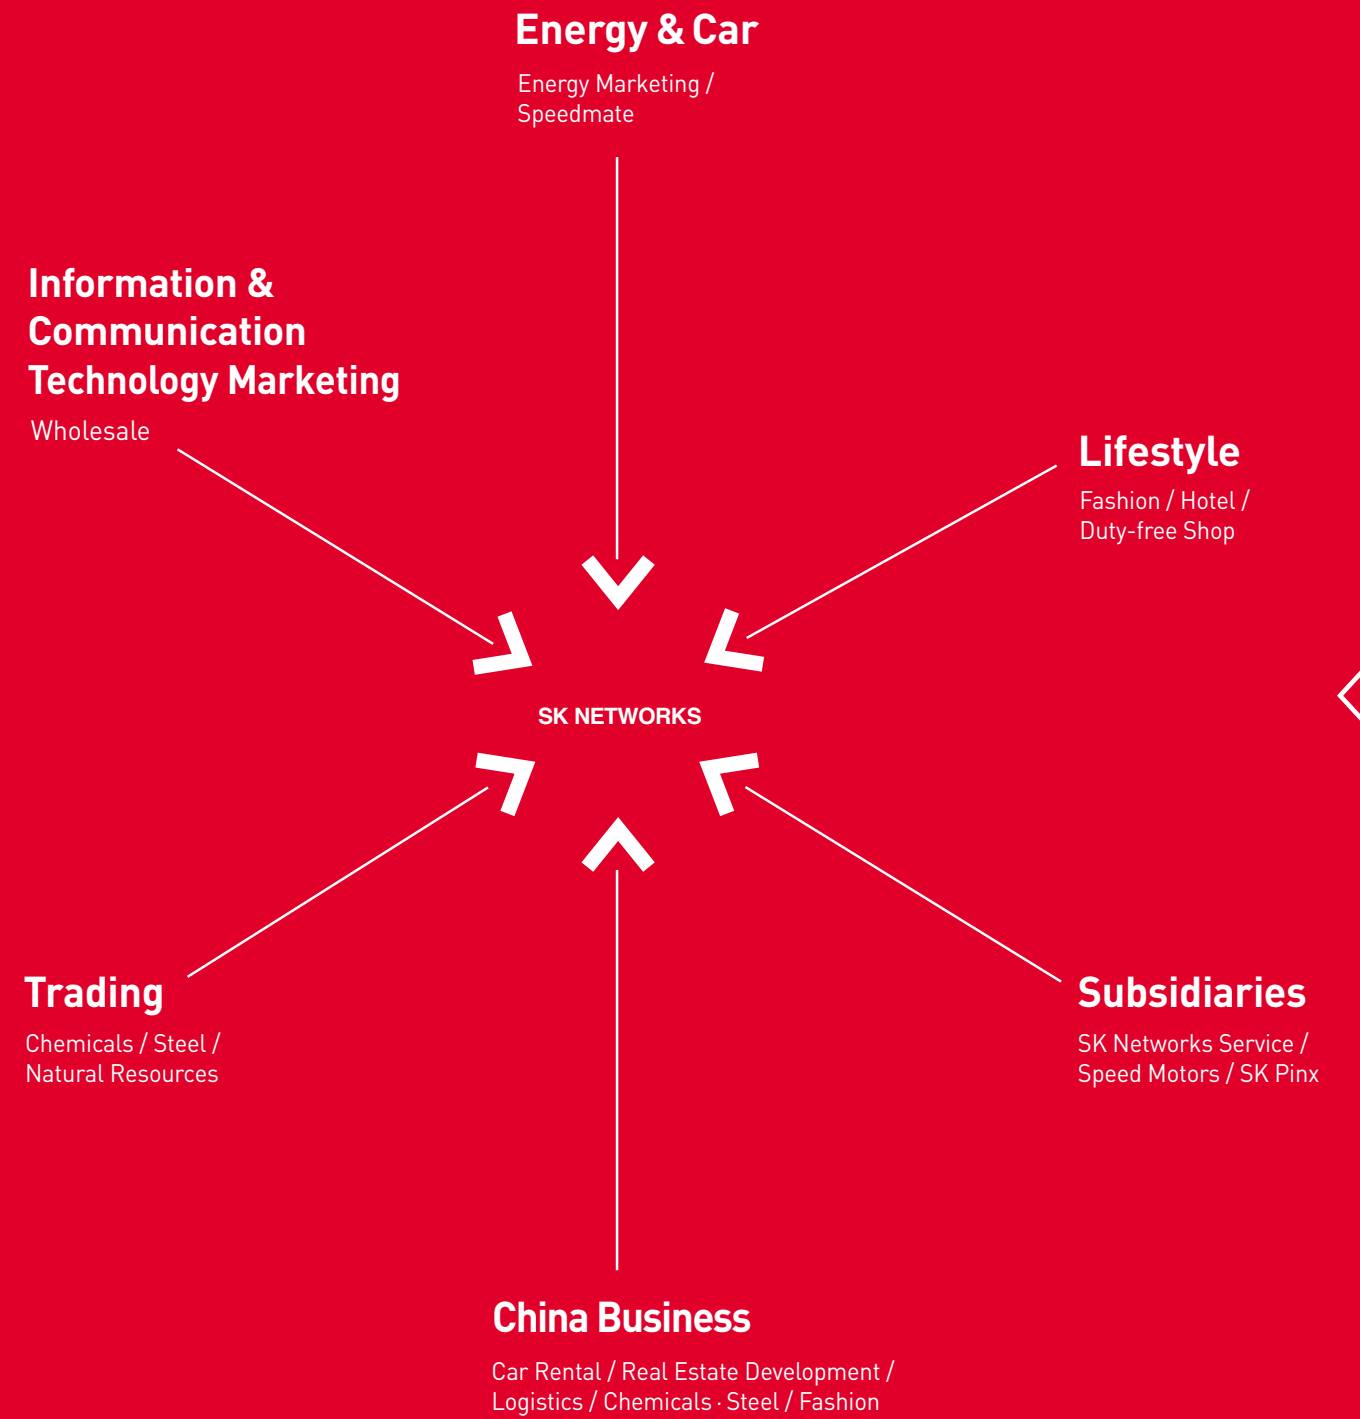 Energy & Car
Energy Marketing /
Speedmate
Information &
Communication
Technology Marketing
Wholesale
Lifestyle
Fashion / Hotel /
Duty-free Shop
SK NETWORKS
Trading
Chemicals / Steel /
Natural Resources
Subsidiaries
SK Networks Service /
Speed Motors / SK Pinx
China Business
Car Rental / Real Estate Development /
Logistics / Chemicals · Steel / Fashion